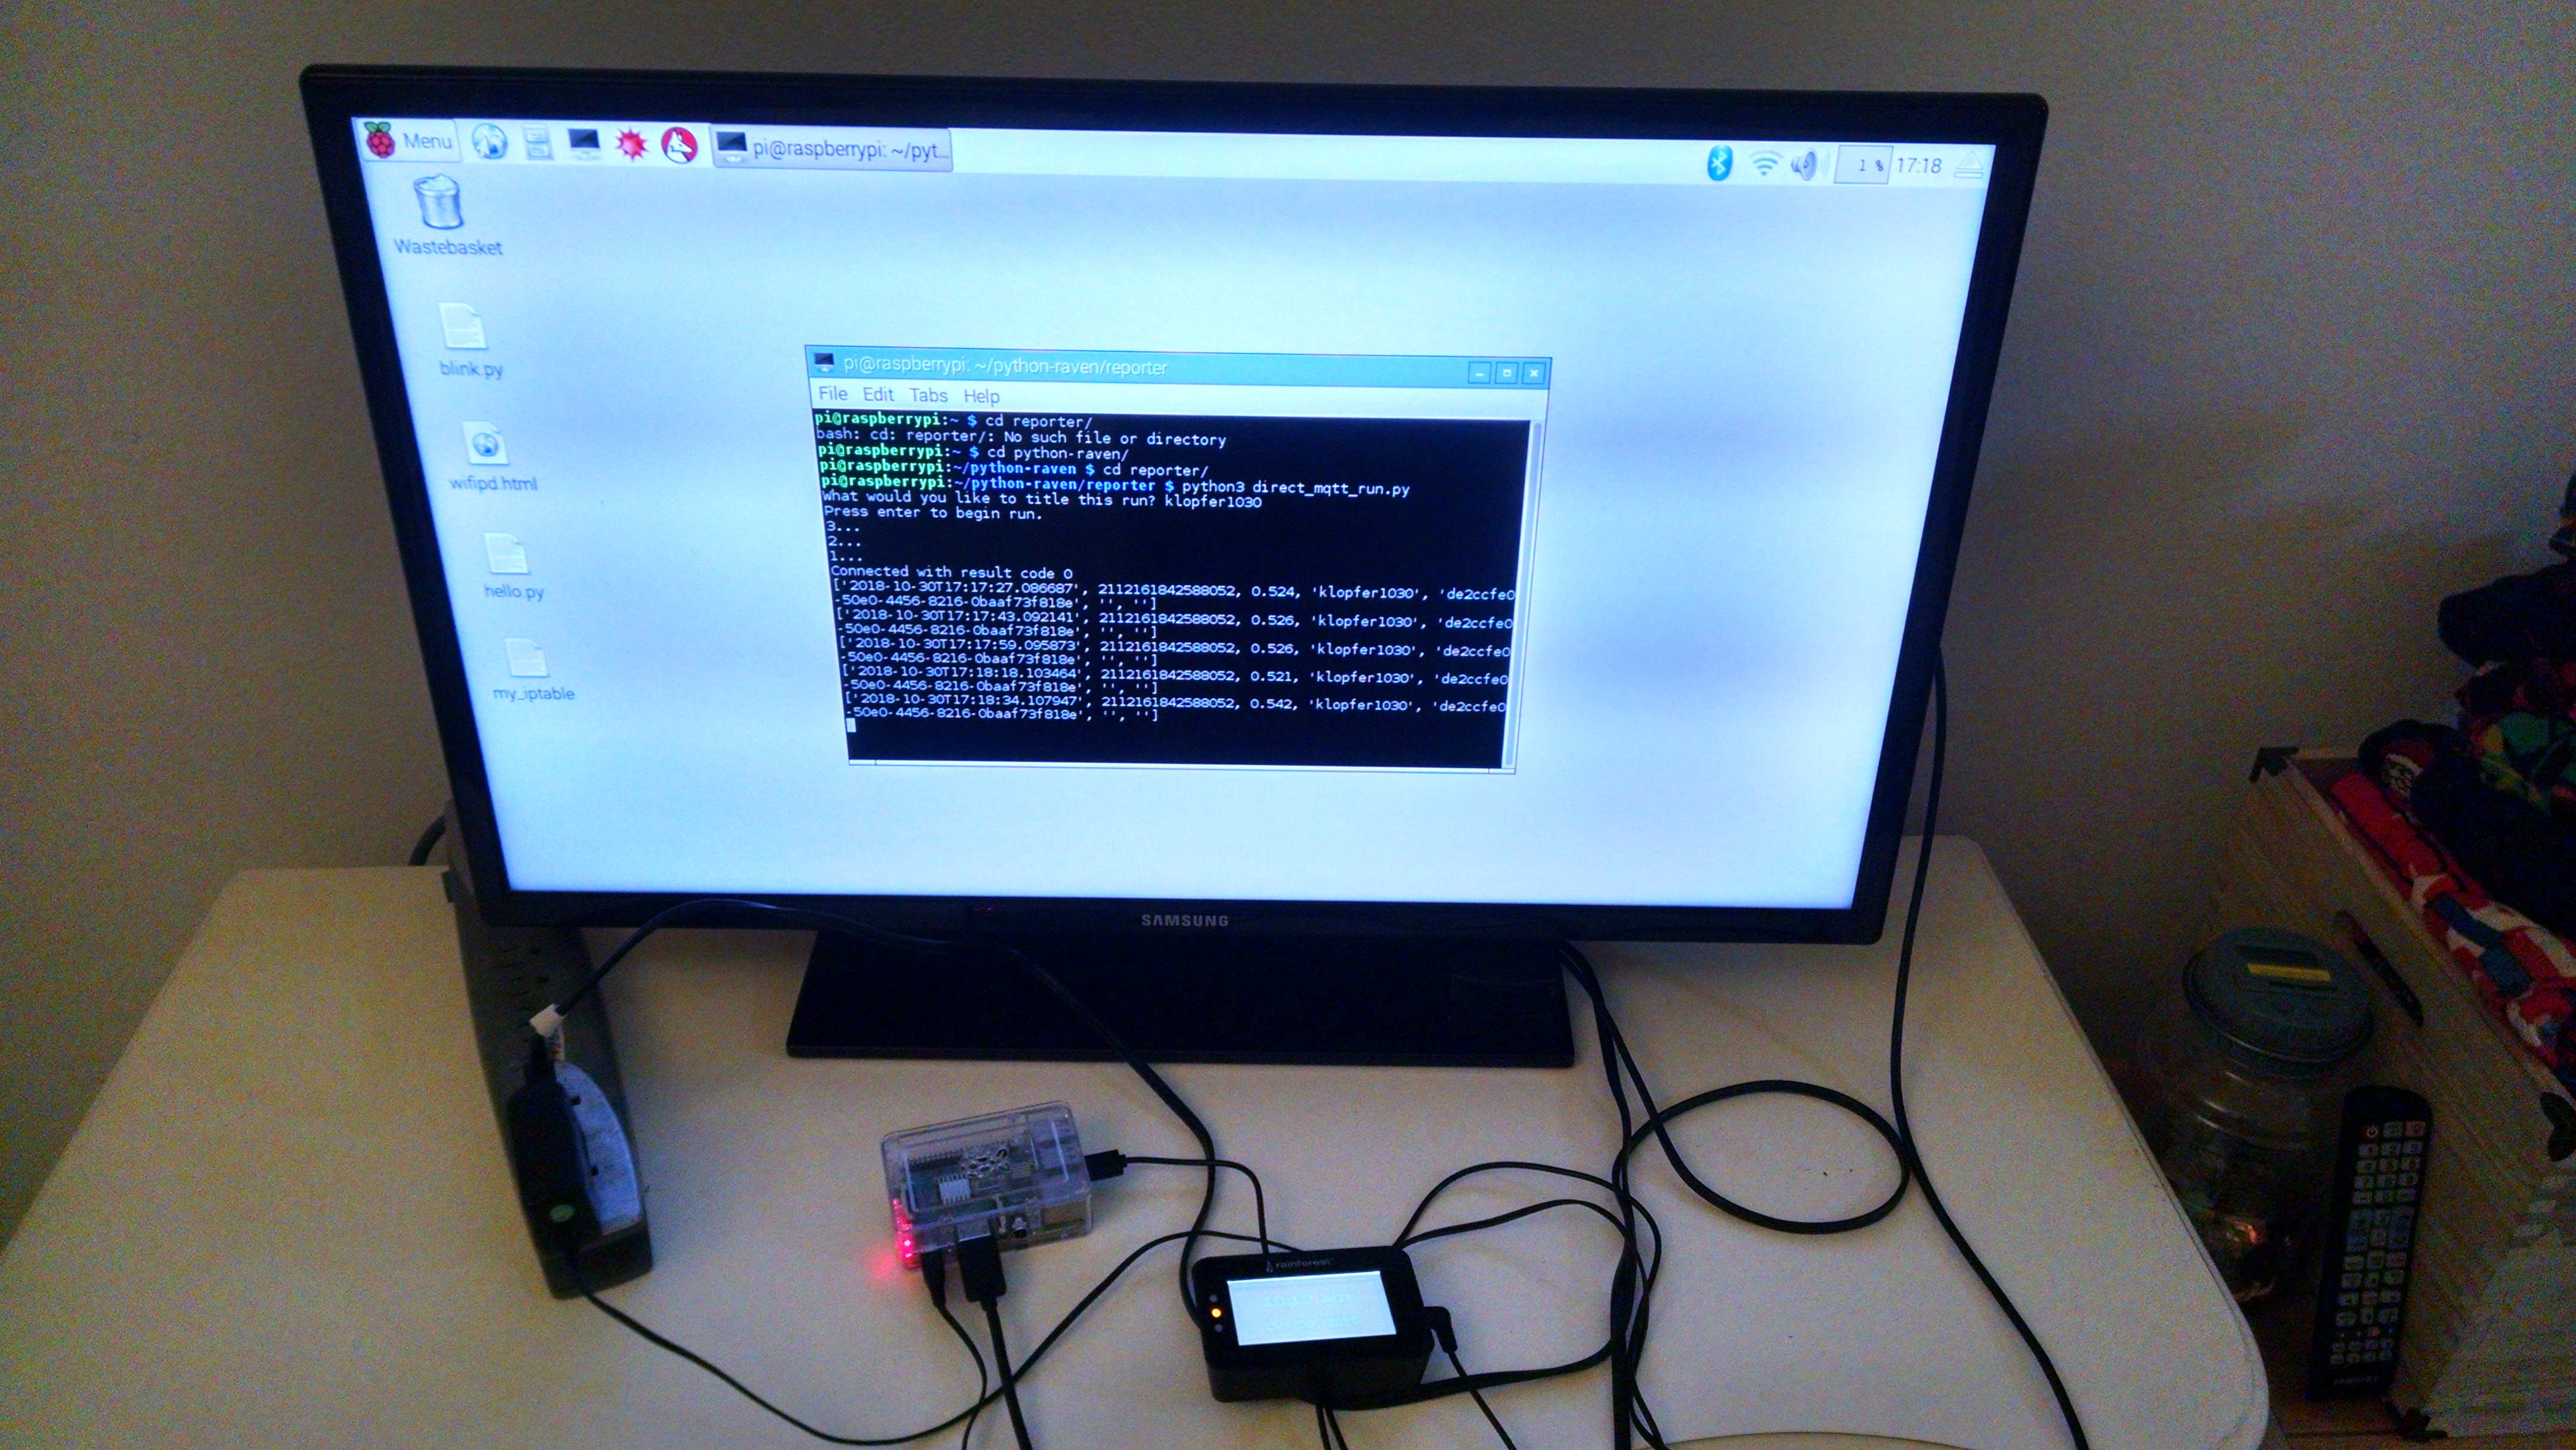 Menu
pi@raspberrypi: ~/pyt...
1 %
17:18
Wastebasket
blink.py
wifipd.html
hello.py
my_iptable
pi@raspberrypi: ~/python-raven/reporter
File Edit Tabs Help
pi@raspberrypi:~ $ cd reporter/
bash: cd: reporter/: No such file or directory
pi@raspberrypi:~ $ cd python-raven/
pi@raspberrypi:~/python-raven $ cd reporter/
pi@raspberrypi:~/python-raven/reporter $ python3 direct_mqtt_run.py
What would you like to title this run? klopfer1030
Press enter to begin run.
3...
2...
1...
Connected with result code 0
['2018-10-30T17:17:27.086687', 2112161842588052, 0.524, 'klopfer1030', 'de2ccfe0
-50e0-4456-8216-0baaf73f818e', '', '']
['2018-10-30T17:17:43.092141', 2112161842588052, 0.526, 'klopfer1030', 'de2ccfe0
-50e0-4456-8216-0baaf73f818e', '', '']
['2018-10-30T17:17:59.095873', 2112161842588052, 0.526, 'klopfer1030', 'de2ccfe0
-50e0-4456-8216-0baaf73f818e', '', '']
['2018-10-30T17:18:18.103464', 2112161842588052, 0.521, 'klopfer1030', 'de2ccfe0
-50e0-4456-8216-0baaf73f818e', '', '']
['2018-10-30T17:18:34.107947', 2112161842588052, 0.542, 'klopfer1030', 'de2ccfe0
-50e0-4456-8216-0baaf73f818e', '', '']
SAMSUNG
rainforest